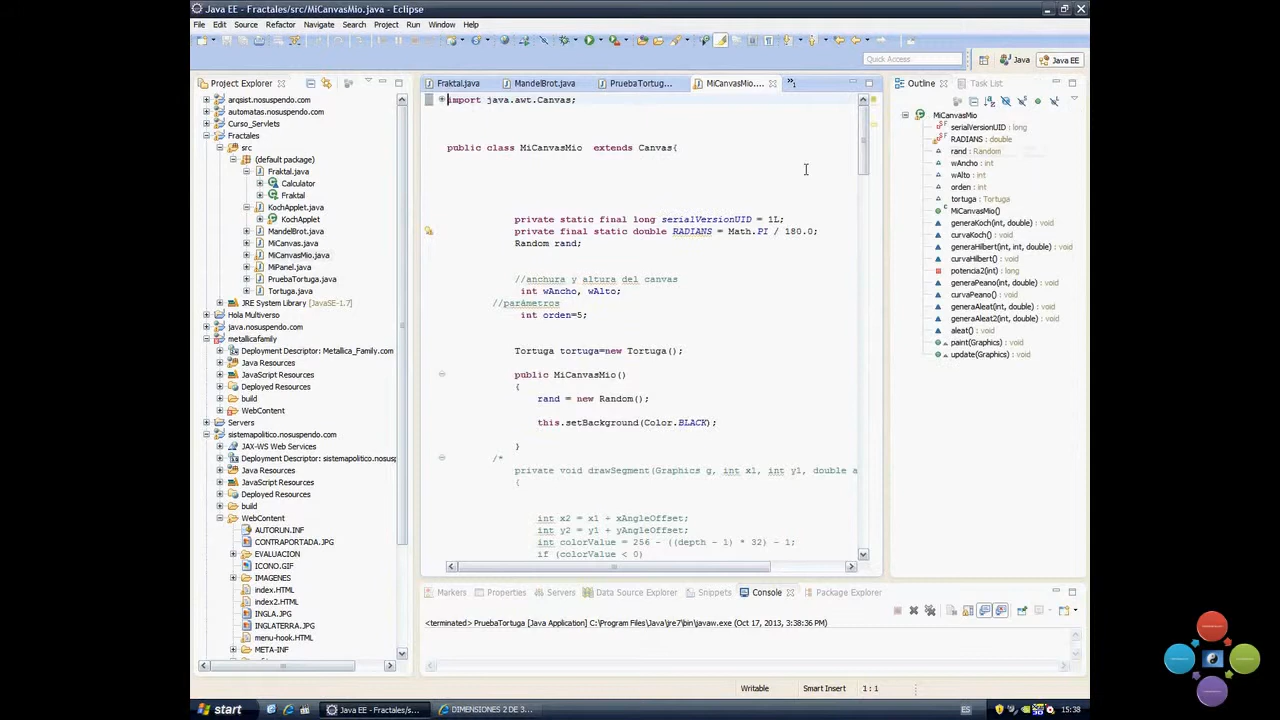 Java EE - Fractales/src/MiCanvasMio.java - Eclipse
File Edit Source Refactor Navigate Search Project Run Window Help
Quick Access
Java
Java EE
Project Explorer
arqsist.nosuspendo.com
automatas.nosuspendo.com
Curso_Servlets
Fractales
src
(default package)
Fraktal.java
Calculator
Fraktal
KochApplet.java
KochApplet
MandelBrot.java
MiCanvas.java
MiCanvasMio.java
MiPanel.java
PruebaTortuga.java
Tortuga.java
JRE System Library [JavaSE-1.7]
Hola Multiverso
java.nosuspendo.com
metallicafamily
Deployment Descriptor: Metallica_Family.com
Java Resources
JavaScript Resources
Deployed Resources
build
WebContent
Servers
sistemapolitico.nosuspendo.com
JAX-WS Web Services
Deployment Descriptor: sistemapolitico.nosus
Java Resources
JavaScript Resources
Deployed Resources
build
WebContent
AUTORUN.INF
CONTRAPORTADA.JPG
EVALUACION
ICONO.GIF
IMAGENES
index.HTML
index2.HTML
INGLA.JPG
INGLATERRA.JPG
menu-hook.HTML
META-INF
Fraktal.java MandelBrot.java PruebaTortug... MiCanvasMio....
import java.awt.Canvas;
public class MiCanvasMio extends Canvas{
private static final long serialVersionUID = 1L;
private final static double RADIANS = Math.PI / 180.0;
Random rand;
//anchura y altura del canvas
int wAncho, wAlto;
//parámetros
int orden=5;
Tortuga tortuga=new Tortuga();
public MiCanvasMio()
{
rand = new Random();
this.setBackground(Color.BLACK);
}
/*
private void drawSegment(Graphics g, int x1, int y1, double a
{
int x2 = x1 + xAngleOffset;
int y2 = y1 + yAngleOffset;
int colorValue = 256 - ((depth - 1) * 32) - 1;
if (colorValue < 0)
Outline Task List
MiCanvasMio
serialVersionUID : long
RADIANS : double
rand : Random
wAncho : int
wAlto : int
orden : int
tortuga : Tortuga
MiCanvasMio()
generaKoch(int, double) : void
curvaKoch() : void
generaHilbert(int, int, double) : void
curvaHilbert() : void
potencia2(int) : long
generaPeano(int, double) : void
curvaPeano() : void
generaAleat(int, double) : void
generaAleat2(int, double) : void
aleat() : void
paint(Graphics) : void
update(Graphics) : void
Markers Properties Servers Data Source Explorer Snippets Console Package Explorer
<terminated> PruebaTortuga [Java Application] C:\Program Files\Java\jre7\bin\javaw.exe (Oct 17, 2013, 3:38:36 PM)
Writable Smart Insert 1 : 1
start Java EE - Fractales/s... DIMENSIONES 2 DE 3... ES 15:38